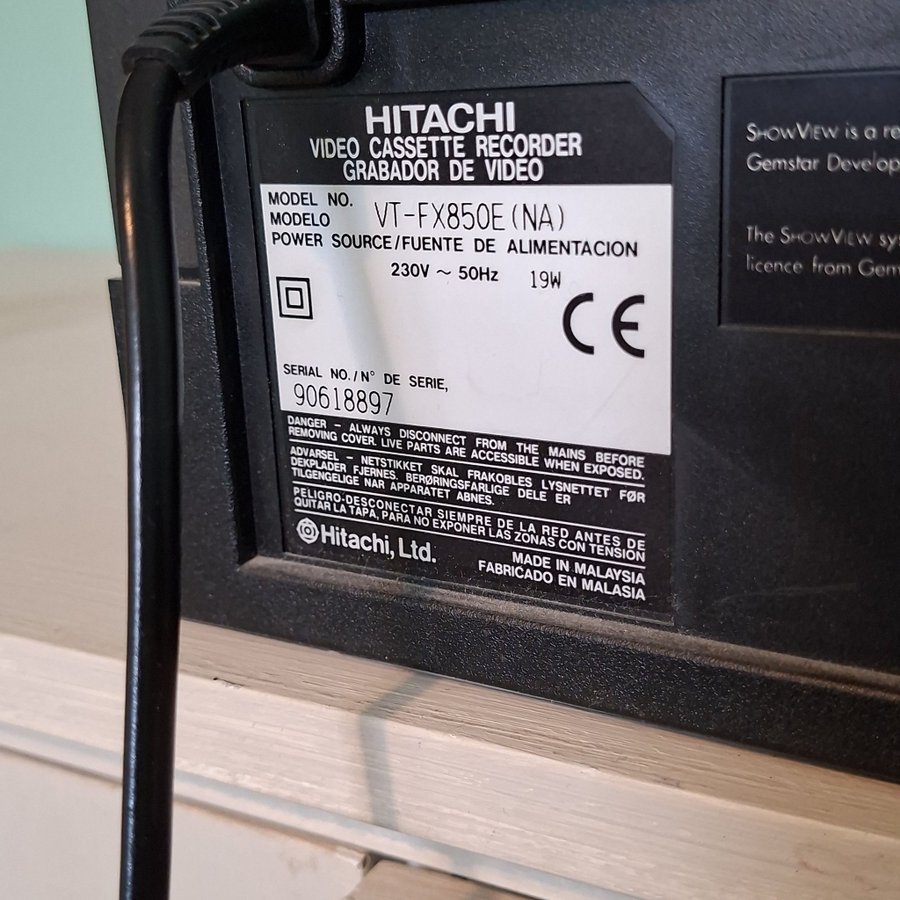 HITACHI
VIDEO CASSETTE RECORDER
GRABADOR DE VIDEO
MODEL NO.
MODELO VT-FX850E(NA)
POWER SOURCE/FUENTE DE ALIMENTACION
230V ~ 50Hz 19W
CE
SERIAL NO./N° DE SERIE,
90618897
DANGER - ALWAYS DISCONNECT FROM THE MAINS BEFORE
REMOVING COVER. LIVE PARTS ARE ACCESSIBLE WHEN EXPOSED.
ADVARSEL - NETSTIKKET SKAL FRAKOBLES LYSNETTET FØR
DEKPLADER FJERNES. BERØRINGSFARLIGE DELE ER
TILGENGELIGE NAR APPARATET ABNES.
PELIGRO-DESCONECTAR SIEMPRE DE LA RED ANTES DE
QUITAR LA TAPA, PARA NO EXPONER LAS ZONAS CON TENSION
Hitachi, Ltd.
MADE IN MALAYSIA
FABRICADO EN MALASIA
SHOWVIEW is a re
Gemstar Develop
The SHOWVIEW sy
licence from Gem